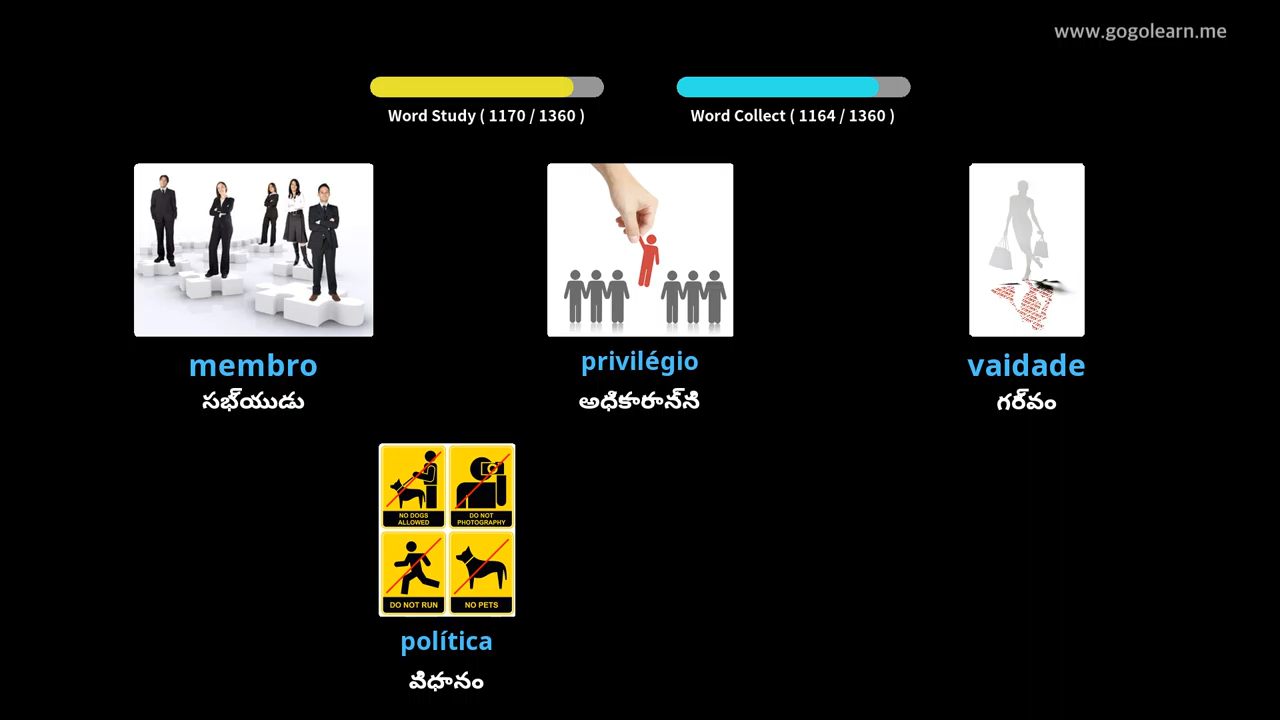 www.gogolearn.me
Word Study ( 1170 / 1360 )
Word Collect ( 1164 / 1360 )
membro
privilégio
vaidade
సభ్యుడు
అధికారాన్ని
గర్వం
NO DOGS
ALLOWED
DO NOT
PHOTOGRAPHY
DO NOT RUN
NO PETS
política
విధానం